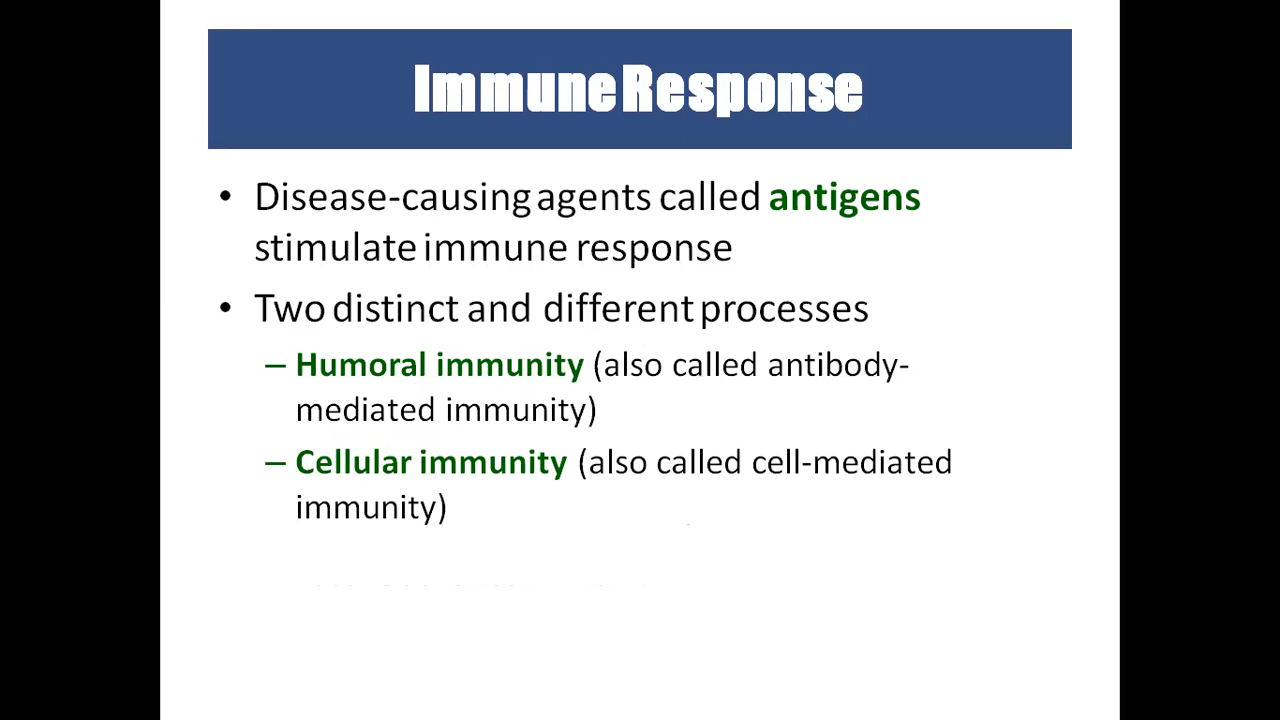 Immune Response
• Disease-causing agents called antigens
stimulate immune response
• Two distinct and different processes
– Humoral immunity (also called antibody-
mediated immunity)
– Cellular immunity (also called cell-mediated
immunity)